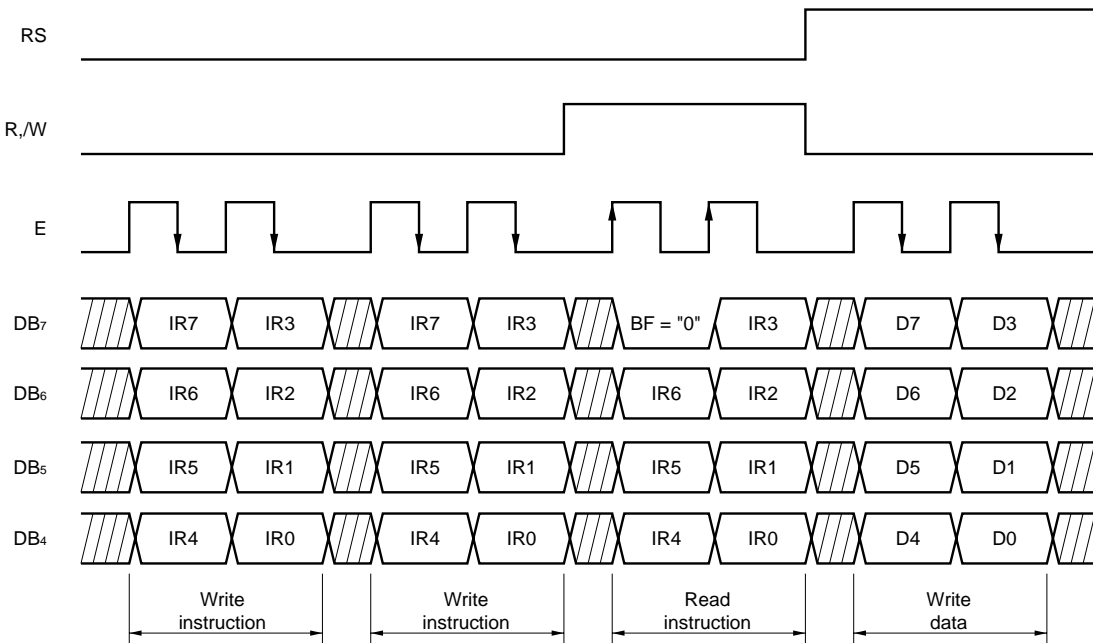 RS
R,/W
E
DB7 IR7 IR3 IR7 IR3 BF = "0" IR3 D7 D3
DB6 IR6 IR2 IR6 IR2 IR6 IR2 D6 D2
DB5 IR5 IR1 IR5 IR1 IR5 IR1 D5 D1
DB4 IR4 IR0 IR4 IR0 IR4 IR0 D4 D0
Write
instruction
Write
instruction
Read
instruction
Write
data